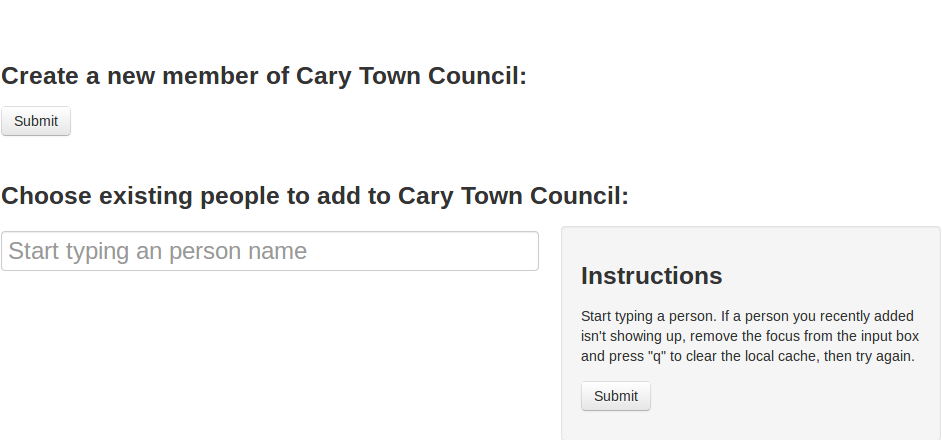 Create a new member of Cary Town Council:
Submit
Choose existing people to add to Cary Town Council:
Start typing an person name
Instructions
Start typing a person. If a person you recently added
isn't showing up, remove the focus from the input box
and press "q" to clear the local cache, then try again.
Submit